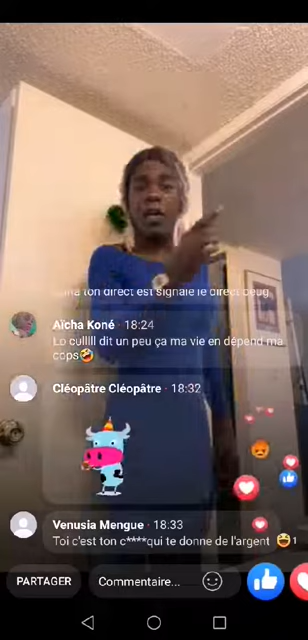 ton direct est signalé le direct beug
Aïcha Koné · 18:24
Lo culllll dit un peu ça ma vie en dépend ma
cops🤣
Cléopâtre Cléopâtre · 18:32
Venusia Mengue · 18:33
Toi c'est ton c****qui te donne de l'argent 😆1
PARTAGER
Commentaire...